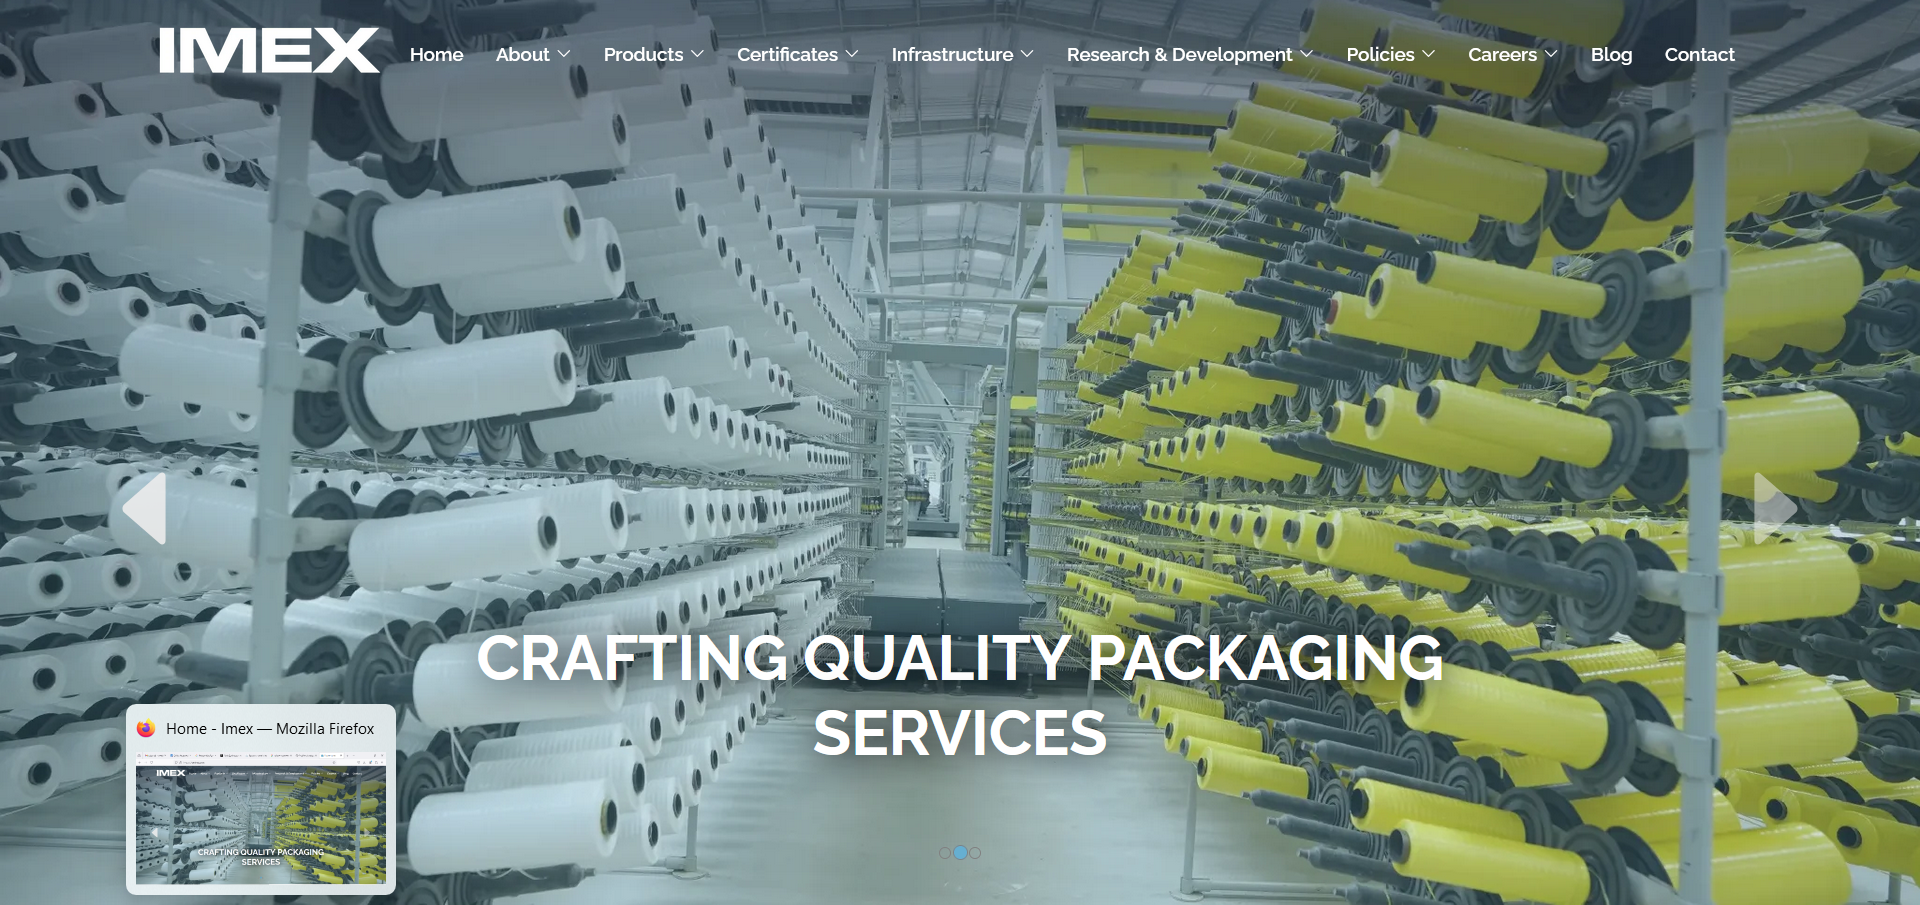 IMEX
Home About Products Certificates Infrastructure Research & Development Policies Careers Blog Contact
CRAFTING QUALITY PACKAGING
SERVICES
Home - Imex — Mozilla Firefox
IMEX
CRAFTING QUALITY PACKAGING
SERVICES